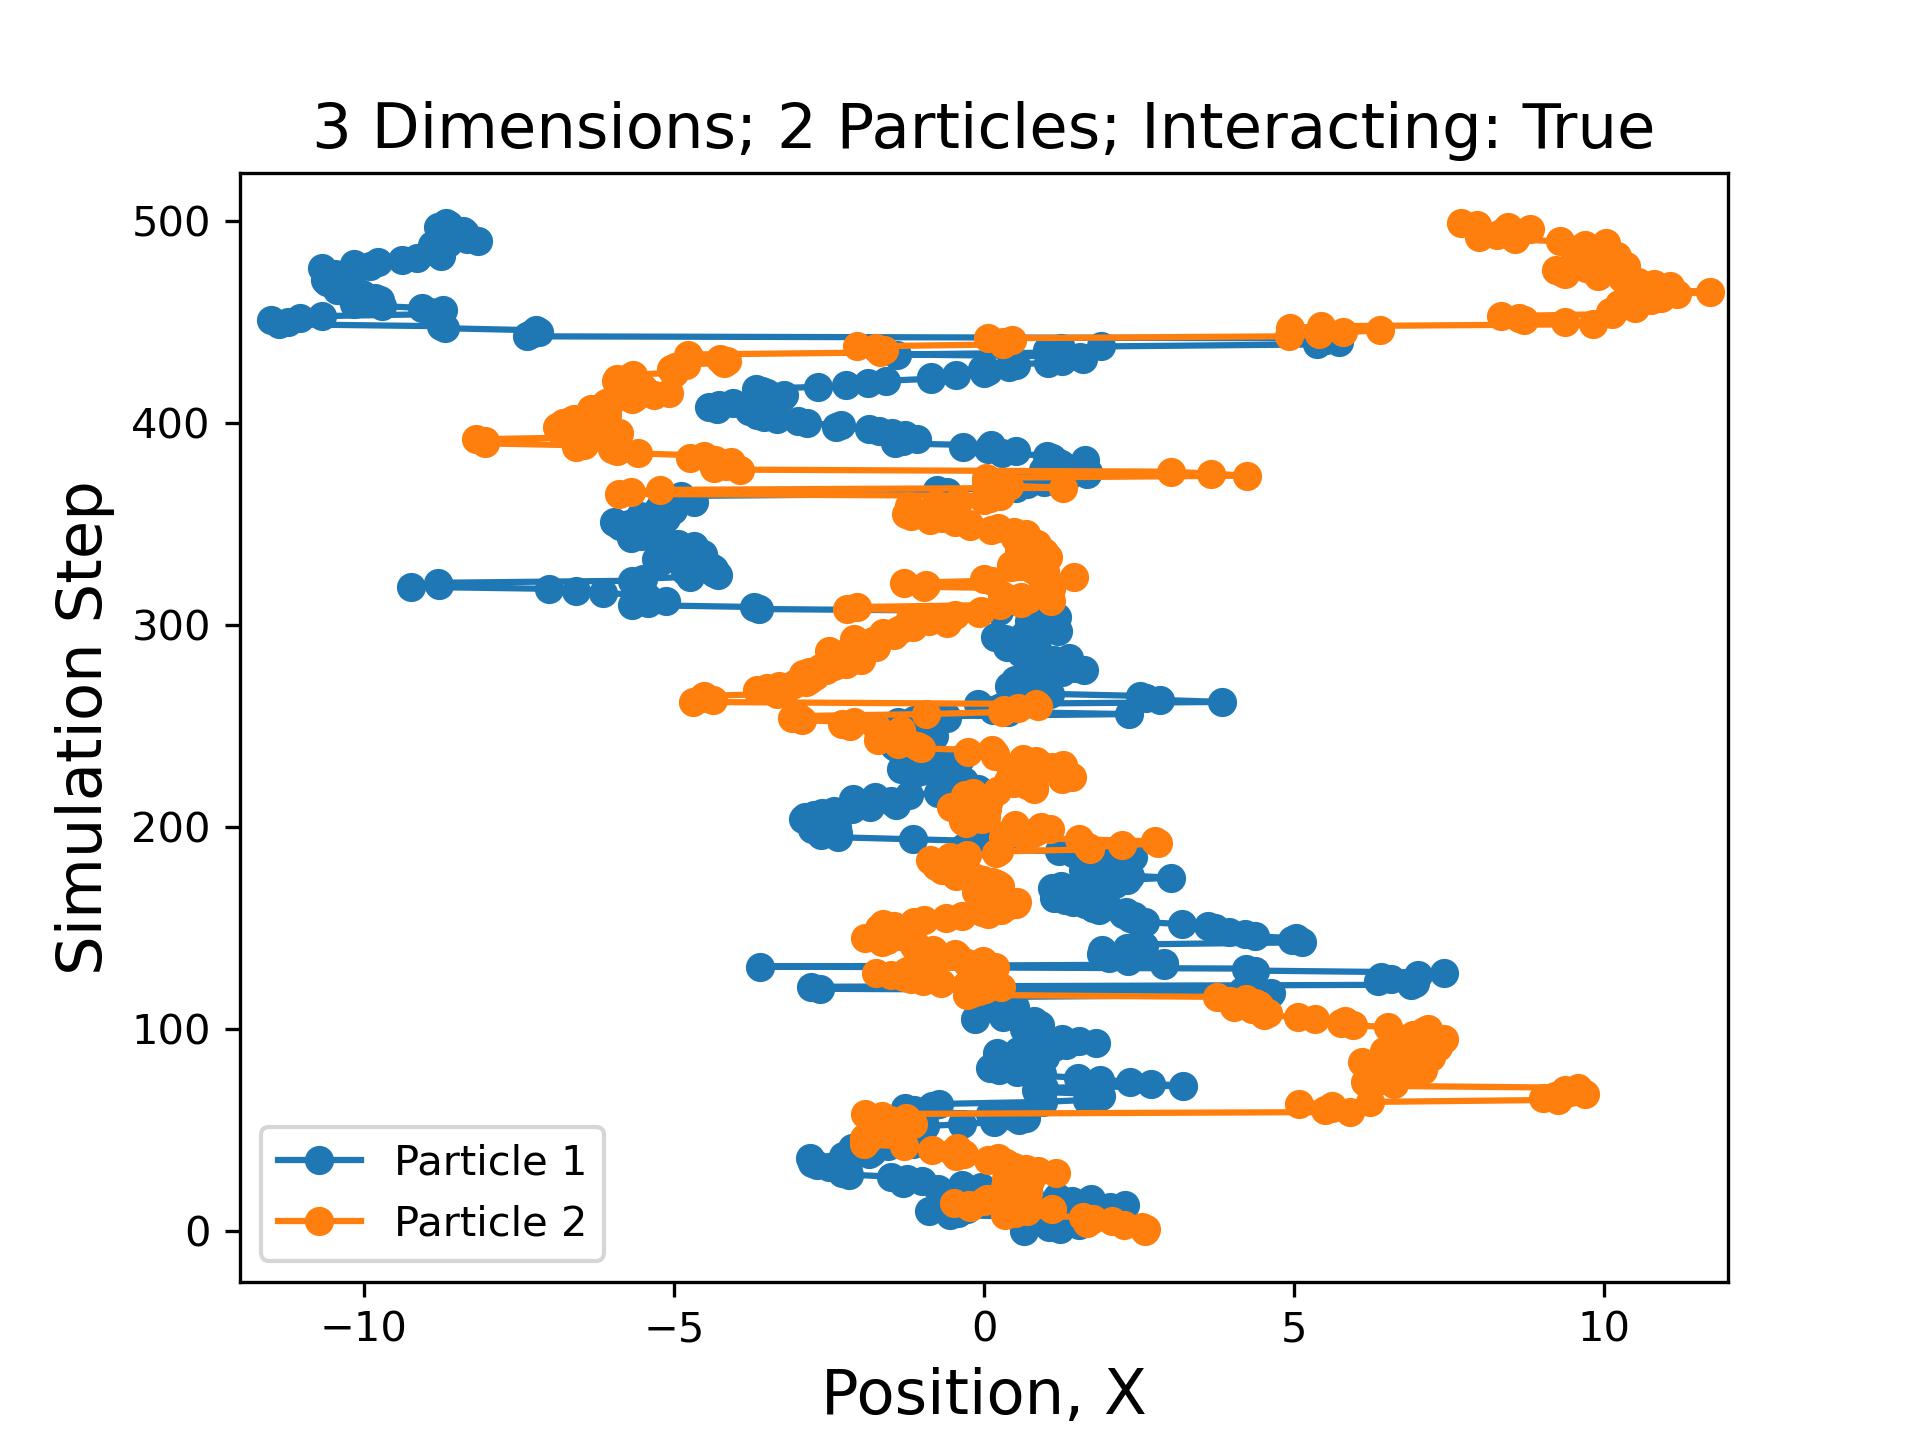 3 Dimensions; 2 Particles; Interacting: True
Simulation Step
500
400
300
200
100
0
Particle 1
Particle 2
−10
−5
0
5
10
Position, X